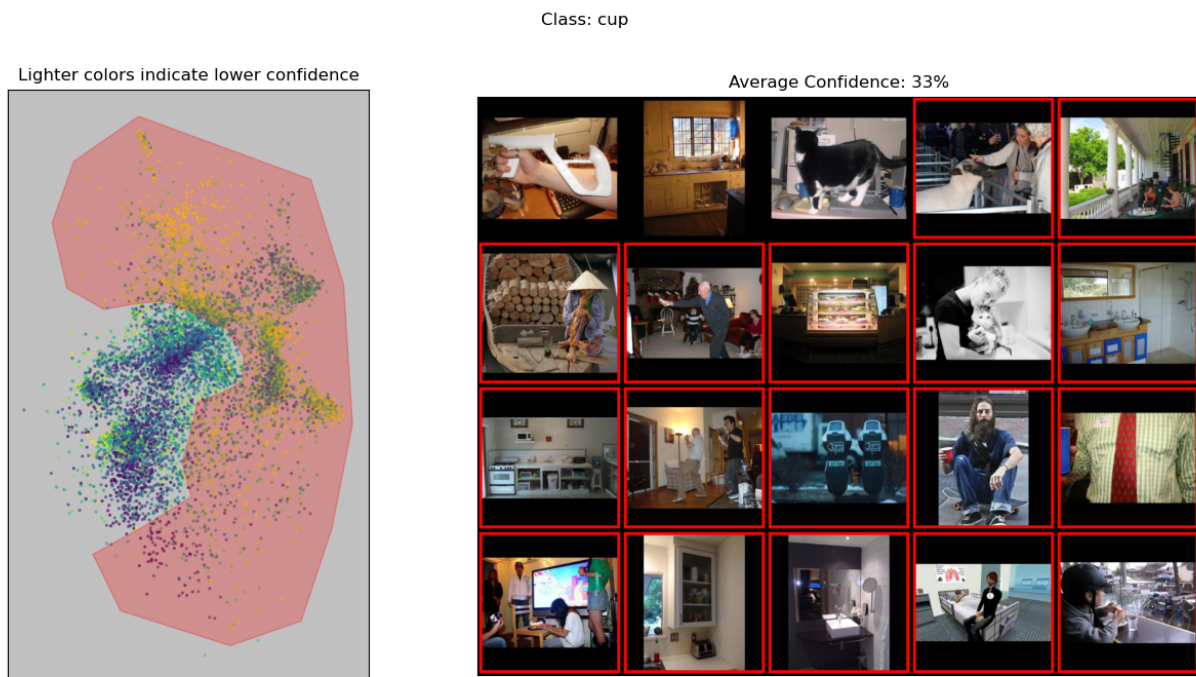 Class: cup
Lighter colors indicate lower confidence
Average Confidence: 33%